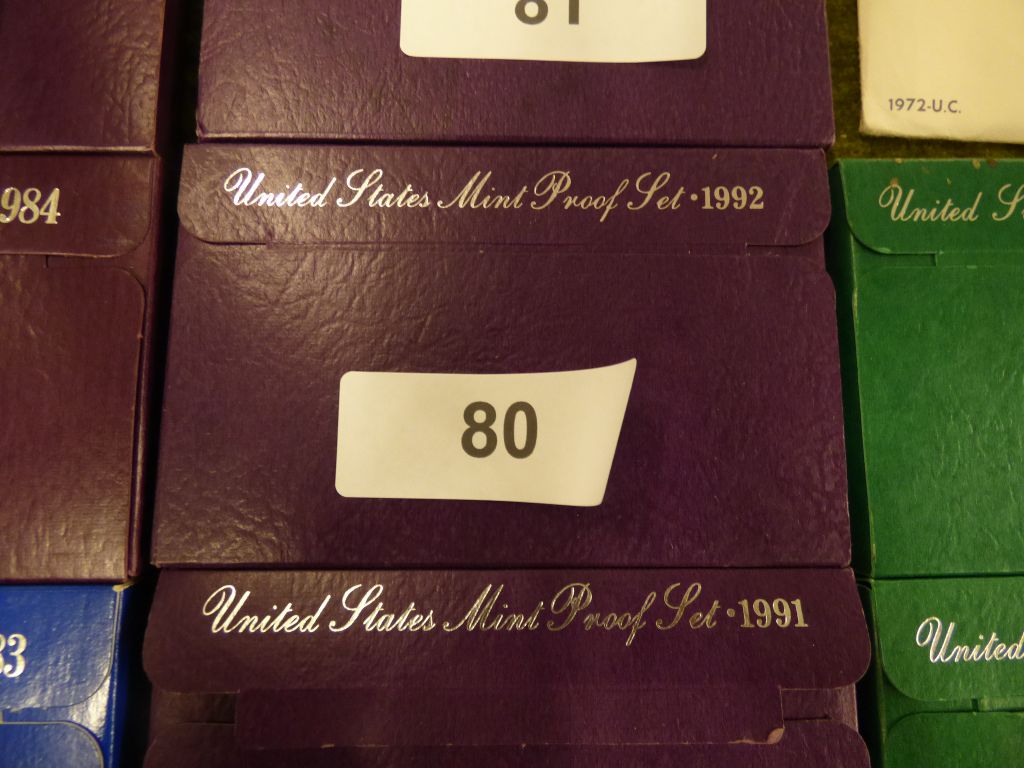 81
1972-U.C.
984
United States Mint Proof Set · 1992
United
80
83
United States Mint Proof Set · 1991
United